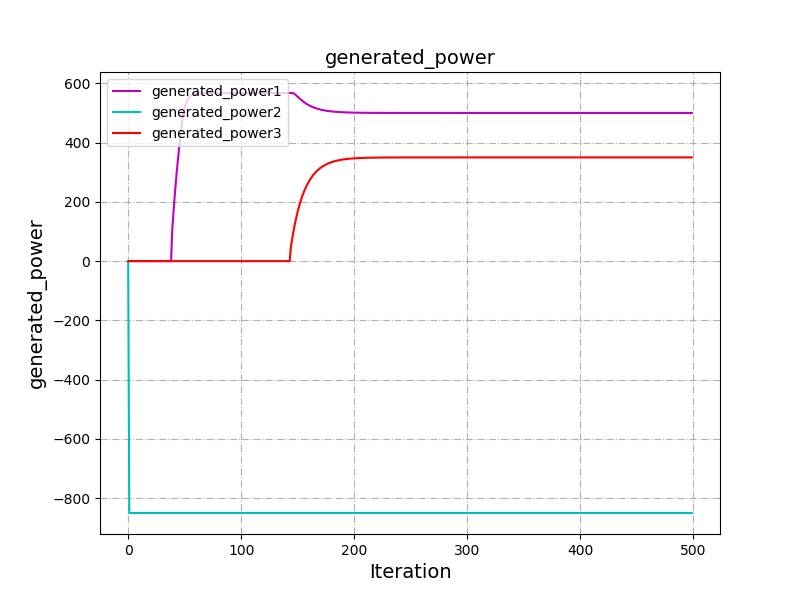 generated_power
generated_power
600
400
200
0
−200
−400
−600
−800
generated_power1
generated_power2
generated_power3
0
100
200
300
400
500
Iteration